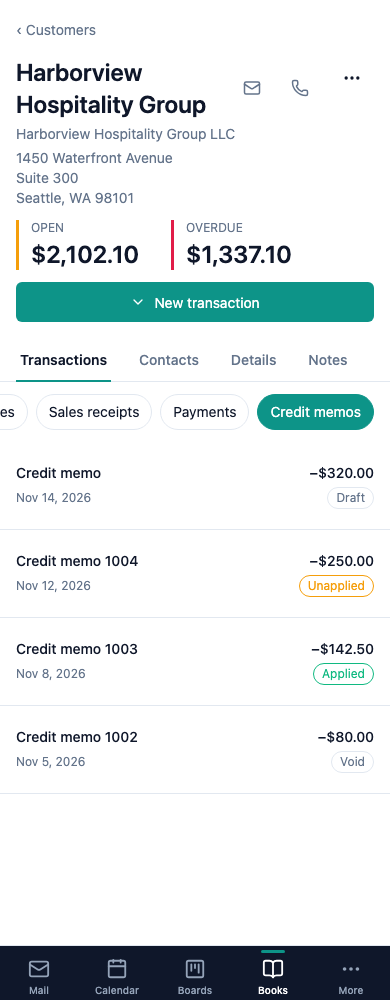 ‹ Customers
Harborview
Hospitality Group
Harborview Hospitality Group LLC
1450 Waterfront Avenue
Suite 300
Seattle, WA 98101
OPEN
$2,102.10
OVERDUE
$1,337.10
New transaction
Transactions Contacts Details Notes
es Sales receipts Payments Credit memos
Credit memo −$320.00
Nov 14, 2026 Draft
Credit memo 1004 −$250.00
Nov 12, 2026 Unapplied
Credit memo 1003 −$142.50
Nov 8, 2026 Applied
Credit memo 1002 −$80.00
Nov 5, 2026 Void
Mail Calendar Boards Books More